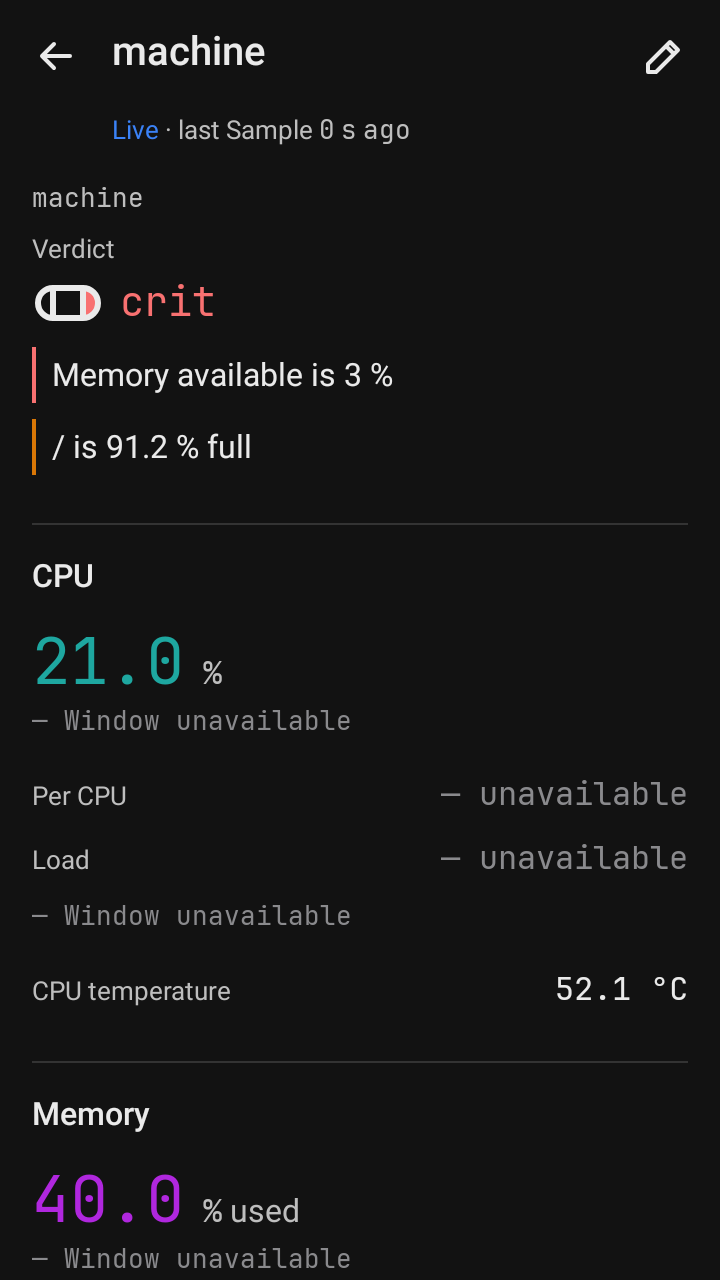 machine
Live · last Sample 0 s ago
machine
Verdict
crit
Memory available is 3 %
/ is 91.2 % full
CPU
21.0 %
— Window unavailable
Per CPU — unavailable
Load — unavailable
— Window unavailable
CPU temperature 52.1 °C
Memory
40.0 % used
— Window unavailable